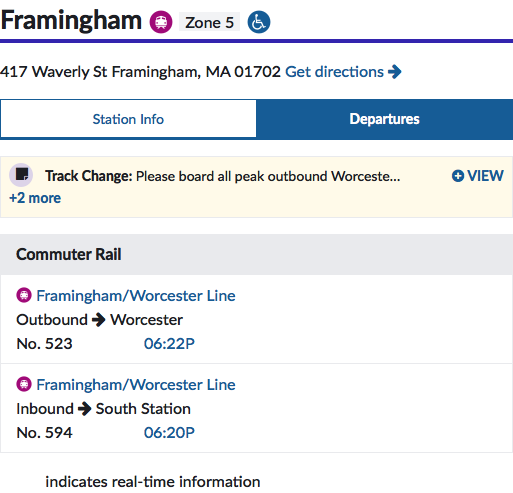 Framingham Zone 5
417 Waverly St Framingham, MA 01702 Get directions
Station Info Departures
Track Change: Please board all peak outbound Worceste... VIEW
+2 more
Commuter Rail
Framingham/Worcester Line
Outbound Worcester
No. 523 06:22P
Framingham/Worcester Line
Inbound South Station
No. 594 06:20P
indicates real-time information